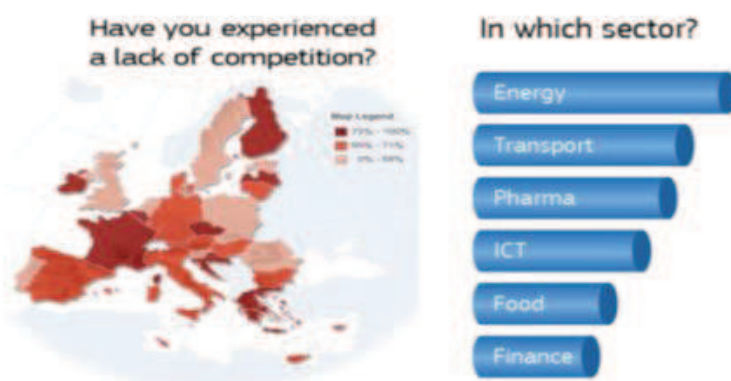 Have you experienced
a lack of competition?
In which sector?
Map Legend
Energy
Transport
Pharma
ICT
Food
Finance